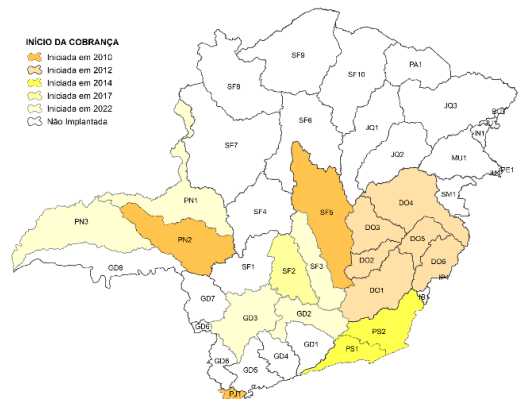 INÍCIO DA COBRANÇA
Iniciada em 2010
Iniciada em 2012
Iniciada em 2014
Iniciada em 2017
Iniciada em 2022
Não Implantada
SF9
SF10
PA1
SF8
JQ3
SF6
JQ1
IN1
SF7
JQ2
MU1
PE1
SM1
PN1
DO4
SF4
SF5
PN3
DO3
PN2
DO5
DO2
DO6
GD8
SF1
SF2
SF3
IP1
DO1
IB1
GD7
GD3
GD2
GD6
PS2
GD1
PS1
GD6
GD4
GD5
PJ1